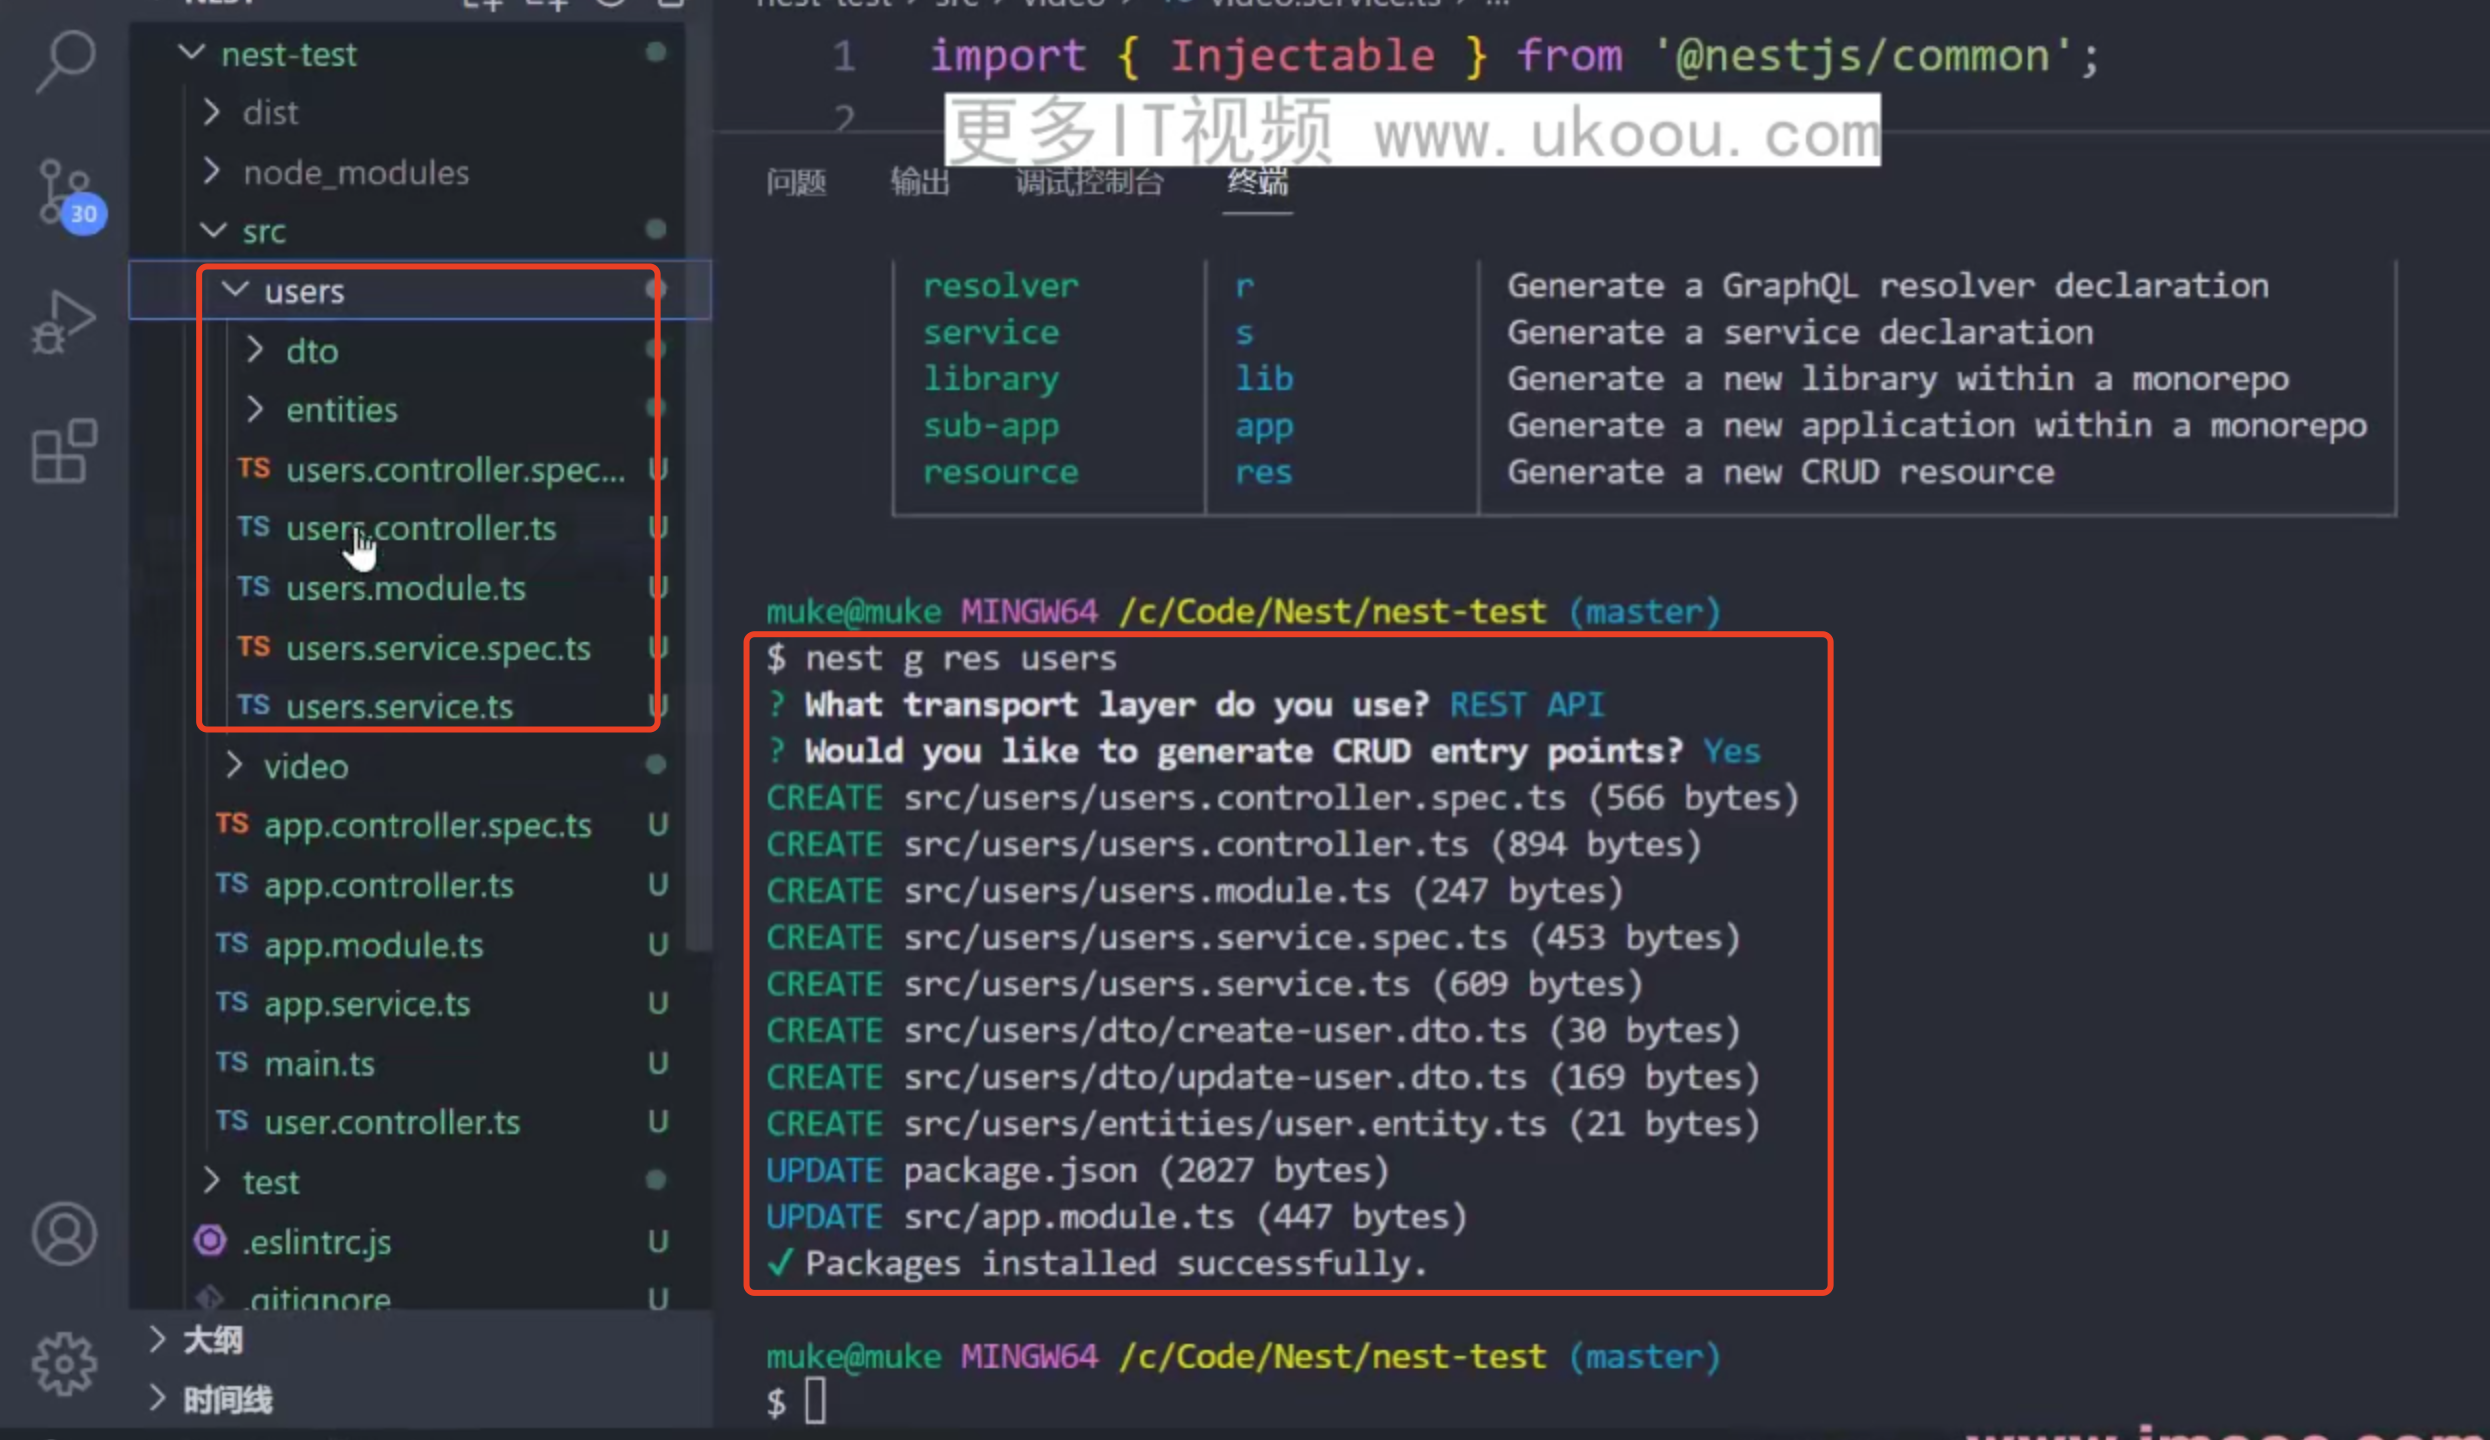 NEST
nest-test
dist
node_modules
src
users
dto
entities
TS users.controller.spec... U
TS users.controller.ts U
TS users.module.ts U
TS users.service.spec.ts U
TS users.service.ts U
video
TS app.controller.spec.ts U
TS app.controller.ts U
TS app.module.ts U
TS app.service.ts U
TS main.ts U
TS user.controller.ts U
test
.eslintrc.js U
.gitignore U
大纲
时间线
30
nest-test > src > video > TS video.service.ts > ...
1 import { Injectable } from '@nestjs/common';
2
更多IT视频 www.ukoou.com
问题 输出 调试控制台 终端
resolver r Generate a GraphQL resolver declaration
service s Generate a service declaration
library lib Generate a new library within a monorepo
sub-app app Generate a new application within a monorepo
resource res Generate a new CRUD resource
muke@muke MINGW64 /c/Code/Nest/nest-test (master)
$ nest g res users
? What transport layer do you use? REST API
? Would you like to generate CRUD entry points? Yes
CREATE src/users/users.controller.spec.ts (566 bytes)
CREATE src/users/users.controller.ts (894 bytes)
CREATE src/users/users.module.ts (247 bytes)
CREATE src/users/users.service.spec.ts (453 bytes)
CREATE src/users/users.service.ts (609 bytes)
CREATE src/users/dto/create-user.dto.ts (30 bytes)
CREATE src/users/dto/update-user.dto.ts (169 bytes)
CREATE src/users/entities/user.entity.ts (21 bytes)
UPDATE package.json (2027 bytes)
UPDATE src/app.module.ts (447 bytes)
✓ Packages installed successfully.
muke@muke MINGW64 /c/Code/Nest/nest-test (master)
$